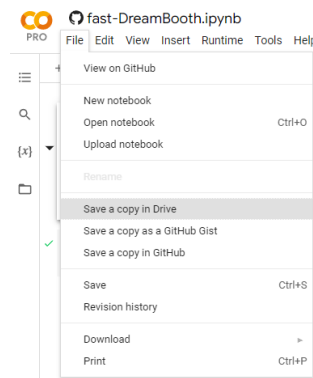 fast-DreamBooth.ipynb
PRO
File Edit View Insert Runtime Tools Help
View on GitHub
New notebook
Open notebook Ctrl+O
Upload notebook
Rename
Save a copy in Drive
Save a copy as a GitHub Gist
Save a copy in GitHub
Save Ctrl+S
Revision history
Download
Print Ctrl+P
{x}